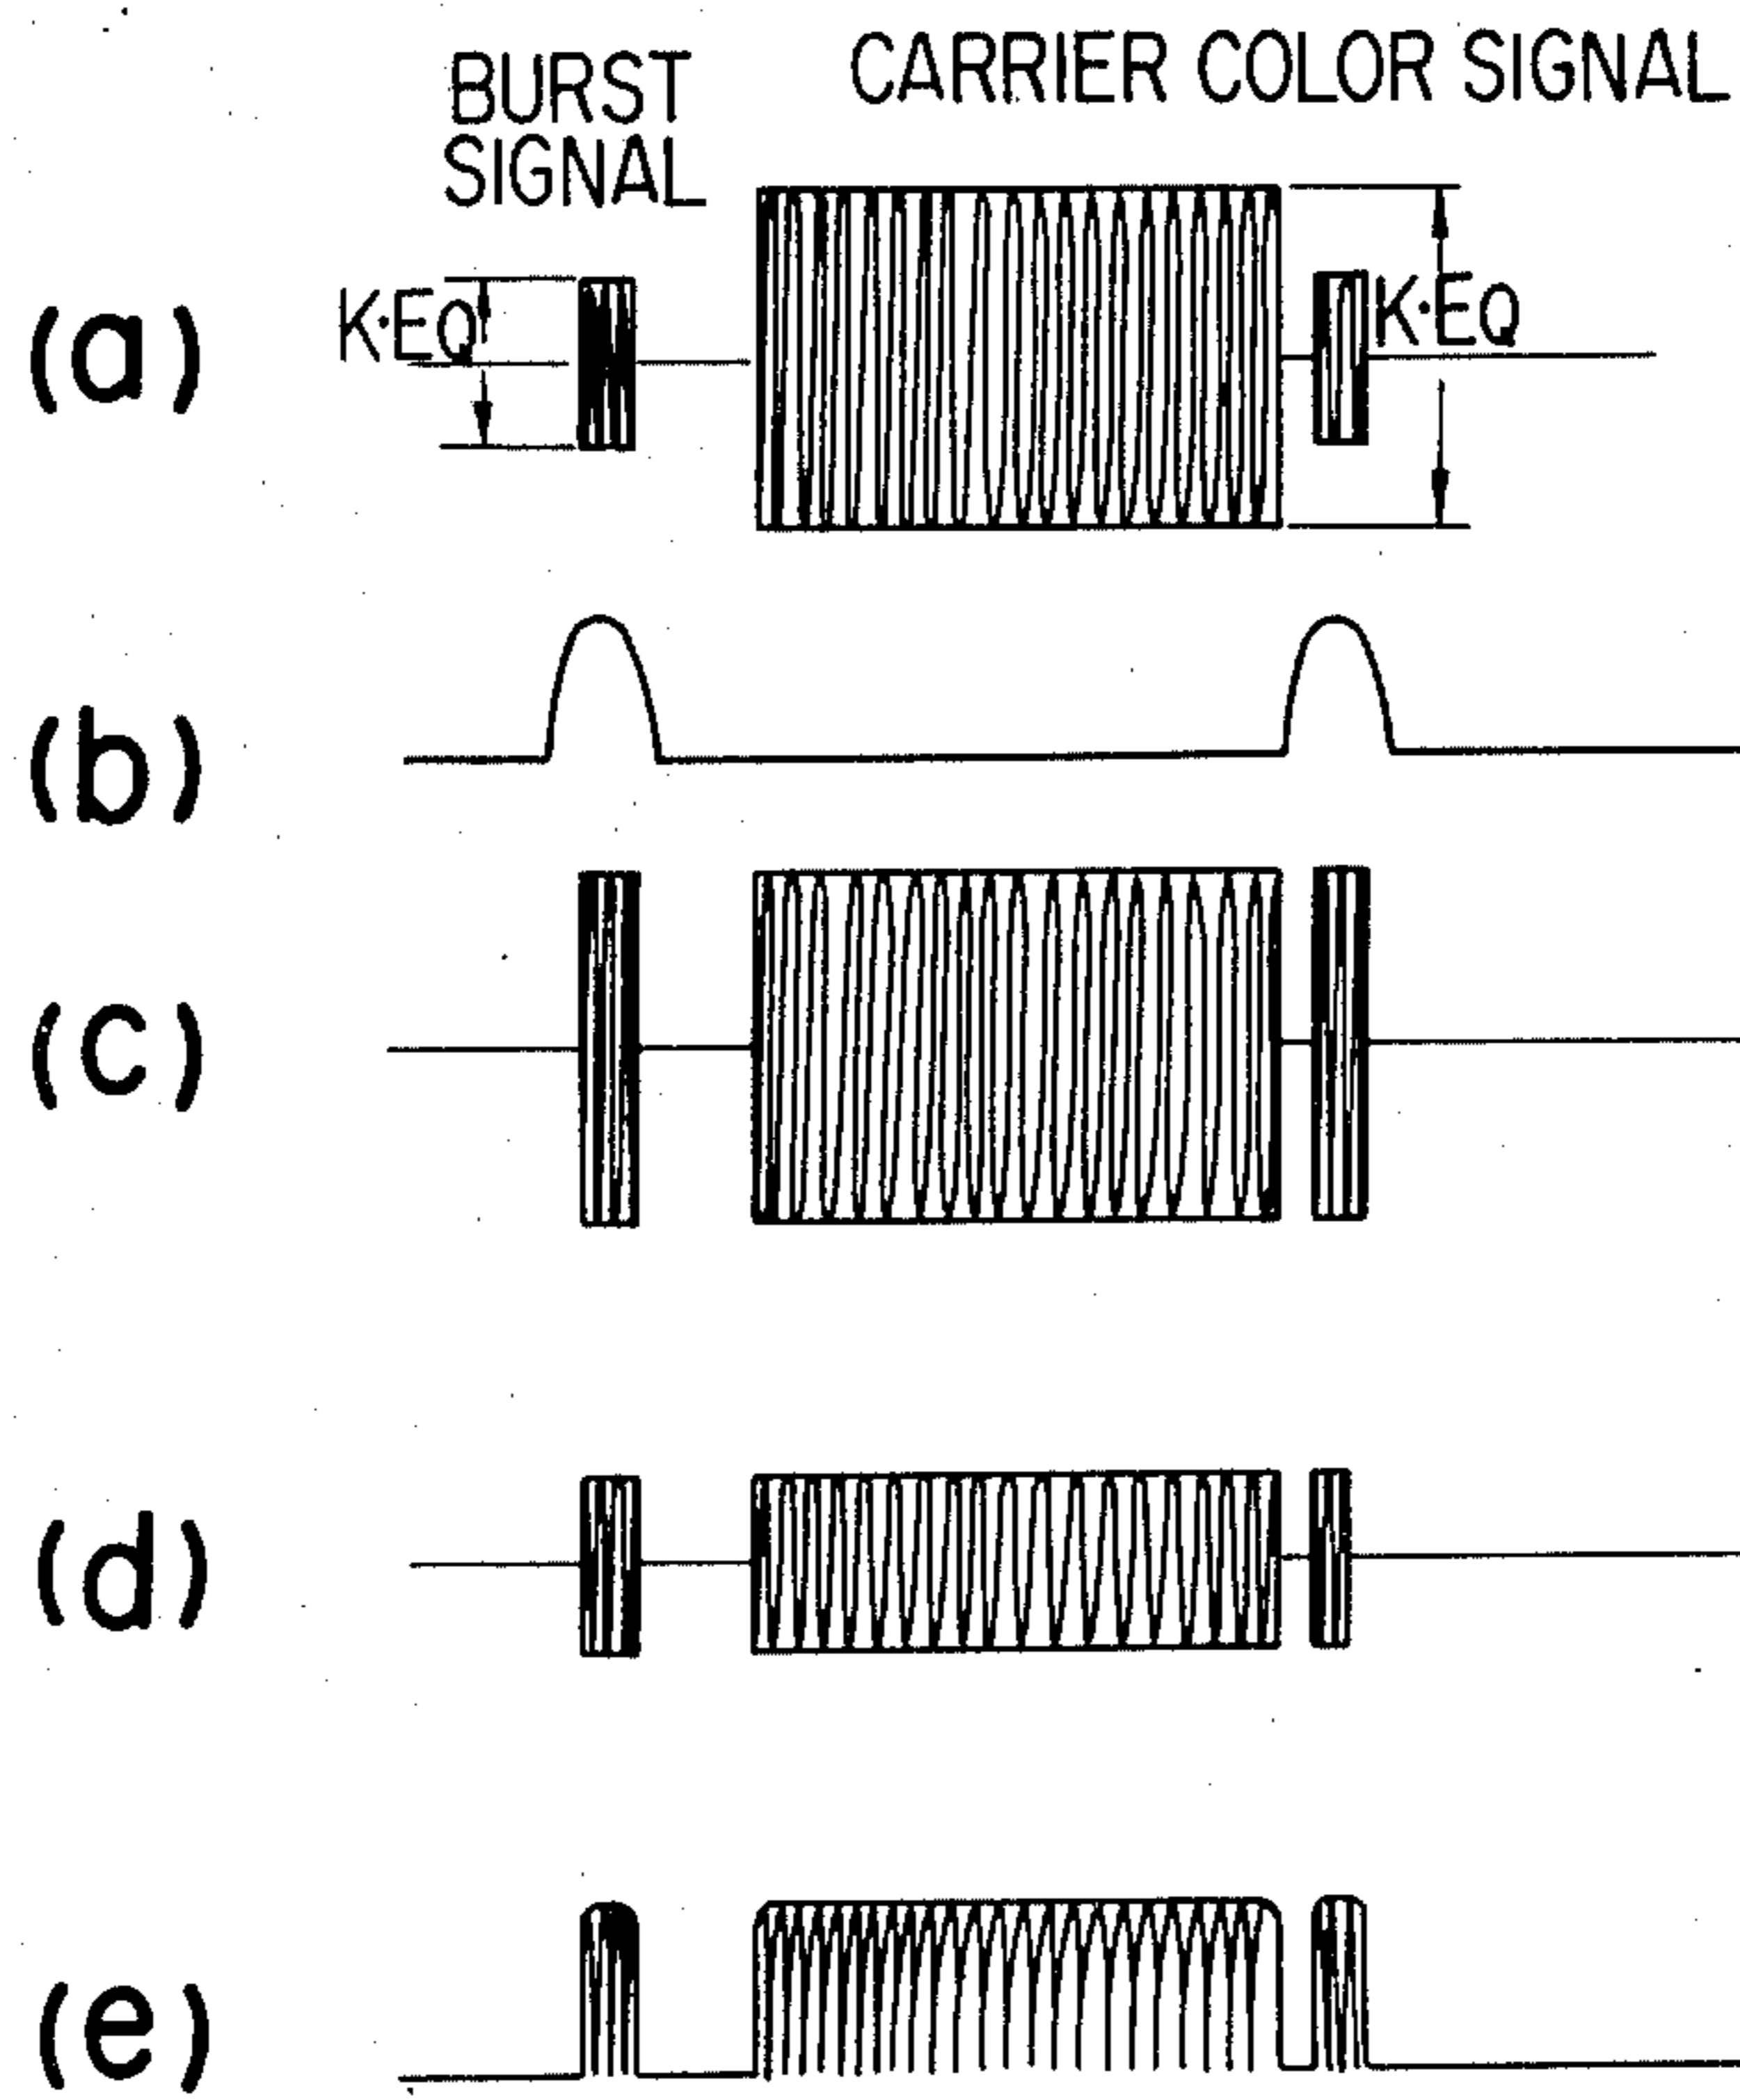 BURST
SIGNAL
CARRIER COLOR SIGNAL
(a)
K·EQ
K·EQ
(b)
(c)
(d)
(e)